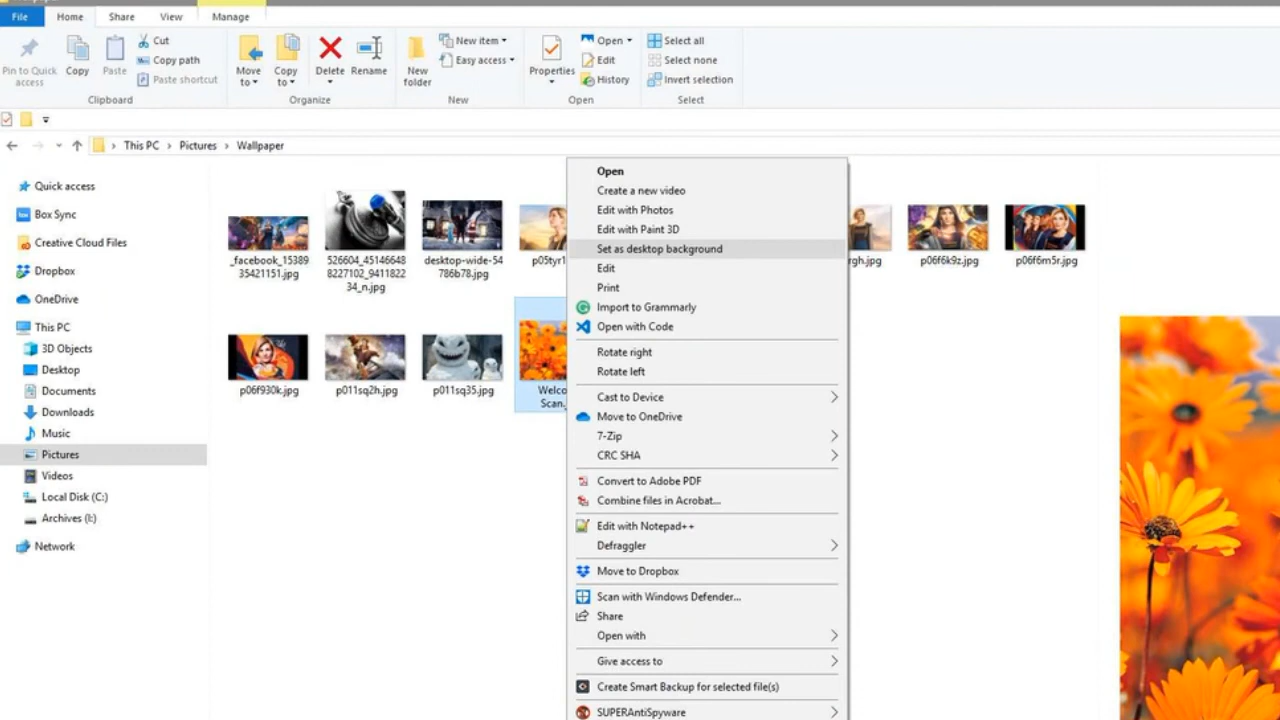 File Home Share View Manage
Pin to Quick access
Copy
Paste
Cut
Copy path
Paste shortcut
Clipboard
Move to
Copy to
Delete
Rename
Organize
New folder
New item
Easy access
New
Properties
Open
Edit
History
Open
Select all
Select none
Invert selection
Select
This PC > Pictures > Wallpaper
Quick access
Box Sync
Creative Cloud Files
Dropbox
OneDrive
This PC
3D Objects
Desktop
Documents
Downloads
Music
Pictures
Videos
Local Disk (C:)
Archives (I:)
Network
_facebook_15389
35421151.jpg
526604_45146648
8227102_9411822
34_n.jpg
desktop-wide-54
786b78.jpg
p05tyr1
rgh.jpg
p06f6k9z.jpg
p06f6m5r.jpg
p06f930k.jpg
p011sq2h.jpg
p011sq35.jpg
Welco
Scan.
Open
Create a new video
Edit with Photos
Edit with Paint 3D
Set as desktop background
Edit
Print
Import to Grammarly
Open with Code
Rotate right
Rotate left
Cast to Device
Move to OneDrive
7-Zip
CRC SHA
Convert to Adobe PDF
Combine files in Acrobat...
Edit with Notepad++
Defraggler
Move to Dropbox
Scan with Windows Defender...
Share
Open with
Give access to
Create Smart Backup for selected file(s)
SUPERAntiSpyware